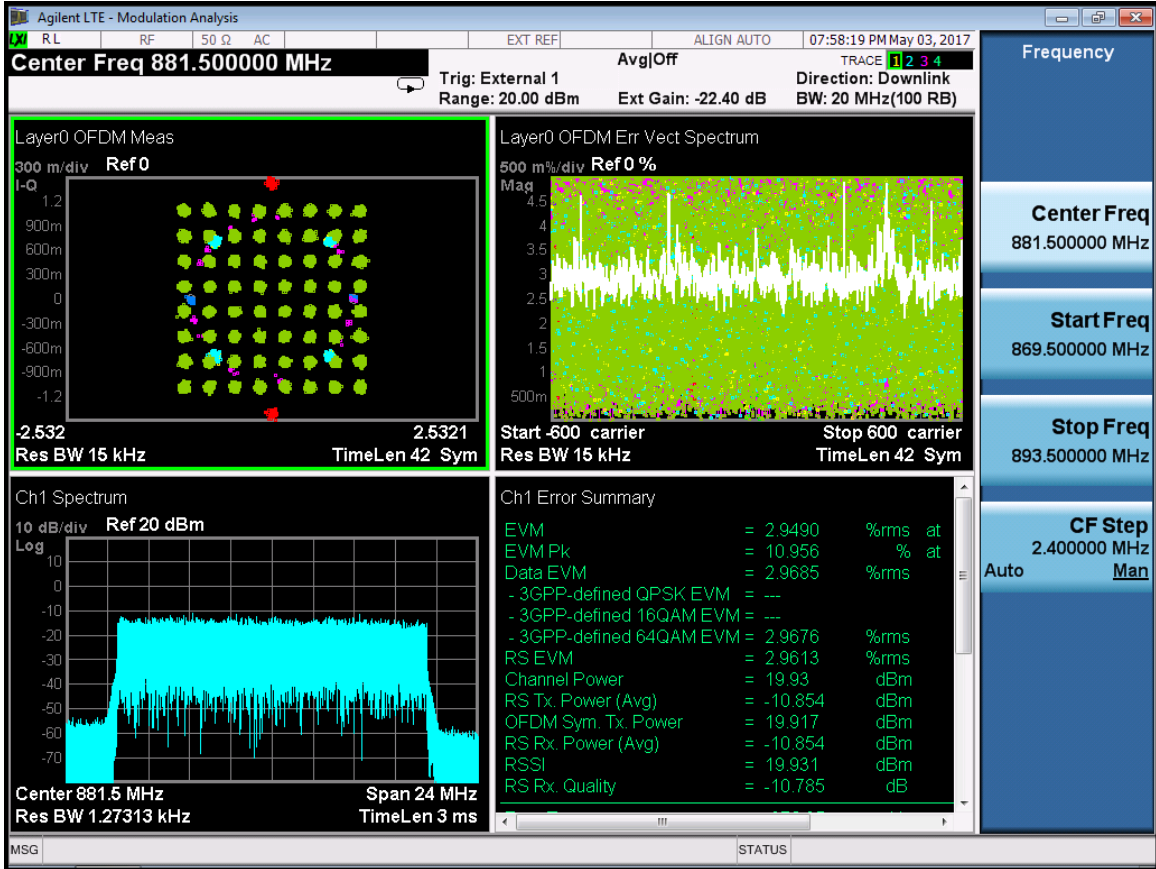 Agilent LTE - Modulation Analysis
LXI RL RF 50 Ω AC EXT REF ALIGN AUTO 07:58:19 PM May 03, 2017
Center Freq 881.500000 MHz
Avg|Off
TRACE 1 2 3 4
Trig: External 1
Direction: Downlink
Range: 20.00 dBm
Ext Gain: -22.40 dB
BW: 20 MHz(100 RB)
Layer0 OFDM Meas
300 m/div Ref 0
I-Q
1.2
900m
600m
300m
0
-300m
-600m
-900m
-1.2
-2.532 2.5321
Res BW 15 kHz TimeLen 42 Sym
Layer0 OFDM Err Vect Spectrum
500 m%/div Ref 0 %
Mag
4.5
4
3.5
3
2.5
2
1.5
1
500m
Start -600 carrier Stop 600 carrier
Res BW 15 kHz TimeLen 42 Sym
Ch1 Spectrum
10 dB/div Ref 20 dBm
Log
10
0
-10
-20
-30
-40
-50
-60
-70
Center 881.5 MHz Span 24 MHz
Res BW 1.27313 kHz TimeLen 3 ms
Ch1 Error Summary
EVM = 2.9490 %rms at
EVM Pk = 10.956 % at
Data EVM = 2.9685 %rms
- 3GPP-defined QPSK EVM = ---
- 3GPP-defined 16QAM EVM = ---
- 3GPP-defined 64QAM EVM = 2.9676 %rms
RS EVM = 2.9613 %rms
Channel Power = 19.93 dBm
RS Tx. Power (Avg) = -10.854 dBm
OFDM Sym. Tx. Power = 19.917 dBm
RS Rx. Power (Avg) = -10.854 dBm
RSSI = 19.931 dBm
RS Rx. Quality = -10.785 dB
Frequency
Center Freq
881.500000 MHz
Start Freq
869.500000 MHz
Stop Freq
893.500000 MHz
CF Step
2.400000 MHz
Auto Man
MSG STATUS